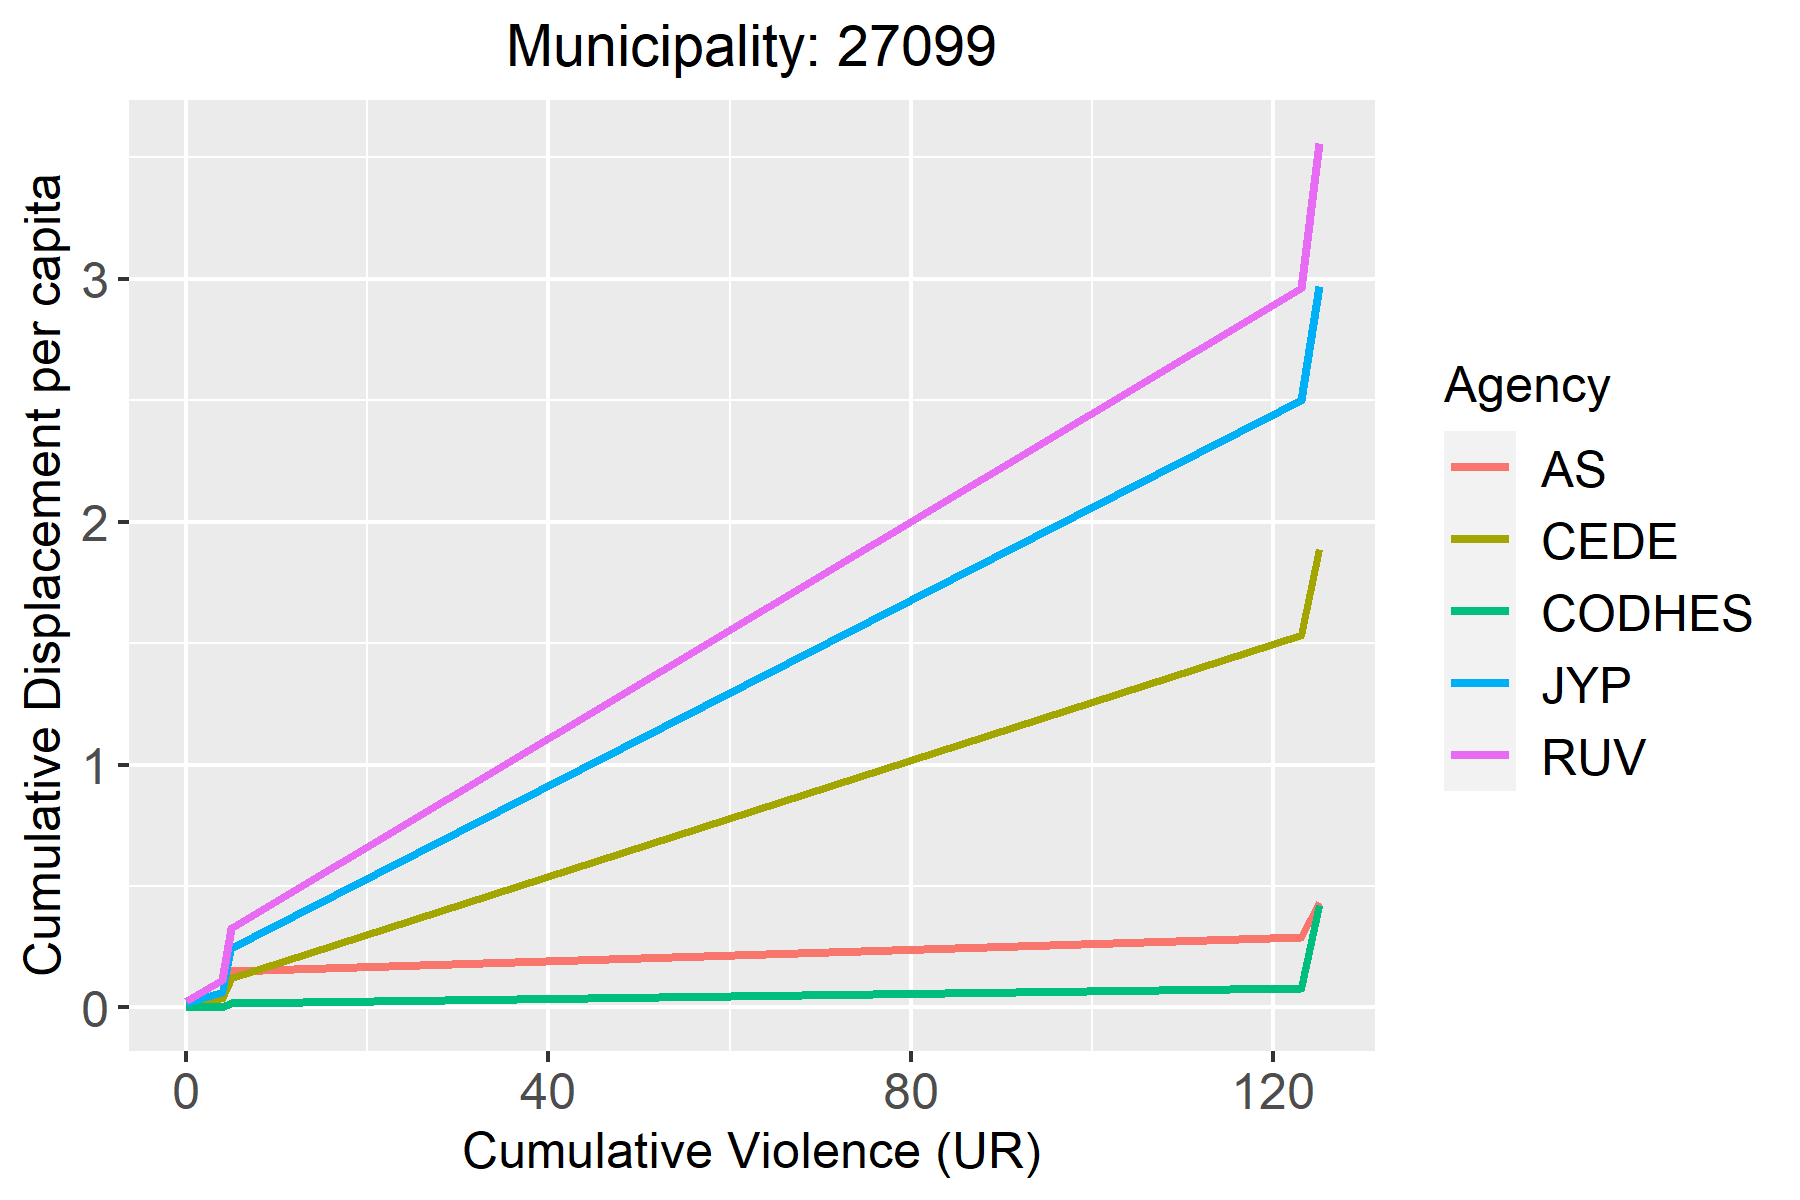 Municipality: 27099
Cumulative Displacement per capita
3
2
1
0
0 40 80 120
Cumulative Violence (UR)
Agency
AS
CEDE
CODHES
JYP
RUV